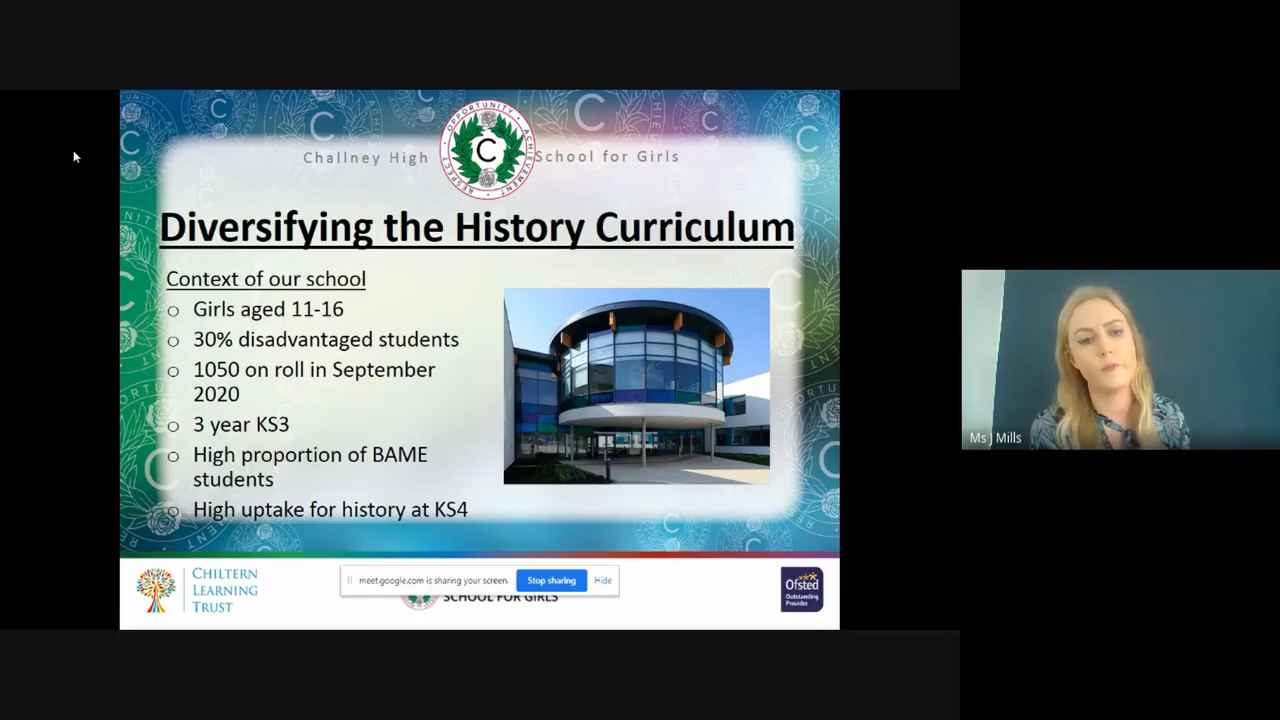 OPPORTUNITY · ACHIEVEMENT · RESPECT ·
C
Challney High School for Girls
Diversifying the History Curriculum
Context of our school
o Girls aged 11-16
o 30% disadvantaged students
o 1050 on roll in September
2020
o 3 year KS3
o High proportion of BAME
students
o High uptake for history at KS4
Ms J Mills
CHILTERN
LEARNING
TRUST
meet.google.com is sharing your screen.
Stop sharing
Hide
SCHOOL FOR GIRLS
Ofsted
Outstanding
Provider